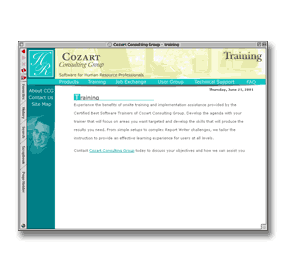 Cozart Consulting Group - training
HR
Cozart
Consulting Group
Training
Software for Human Resource Professionals
Products Training Job Exchange User Group Technical Support FAQ
About CCG
Contact us
Site Map
Training
Experience the benefits of onsite training and implementation assistance provided by the
Certified Best Software Trainers of Cozart Consulting Group. Develop the agenda with your
trainer that will focus on areas you want targeted and develop the skills that will produce the
results you need. From simple setups to complex Report Writer challenges, we tailor the
instruction to provide an effective learning experience for users at all levels.
Contact Cozart Consulting Group today to discuss your objectives and how we can assist you